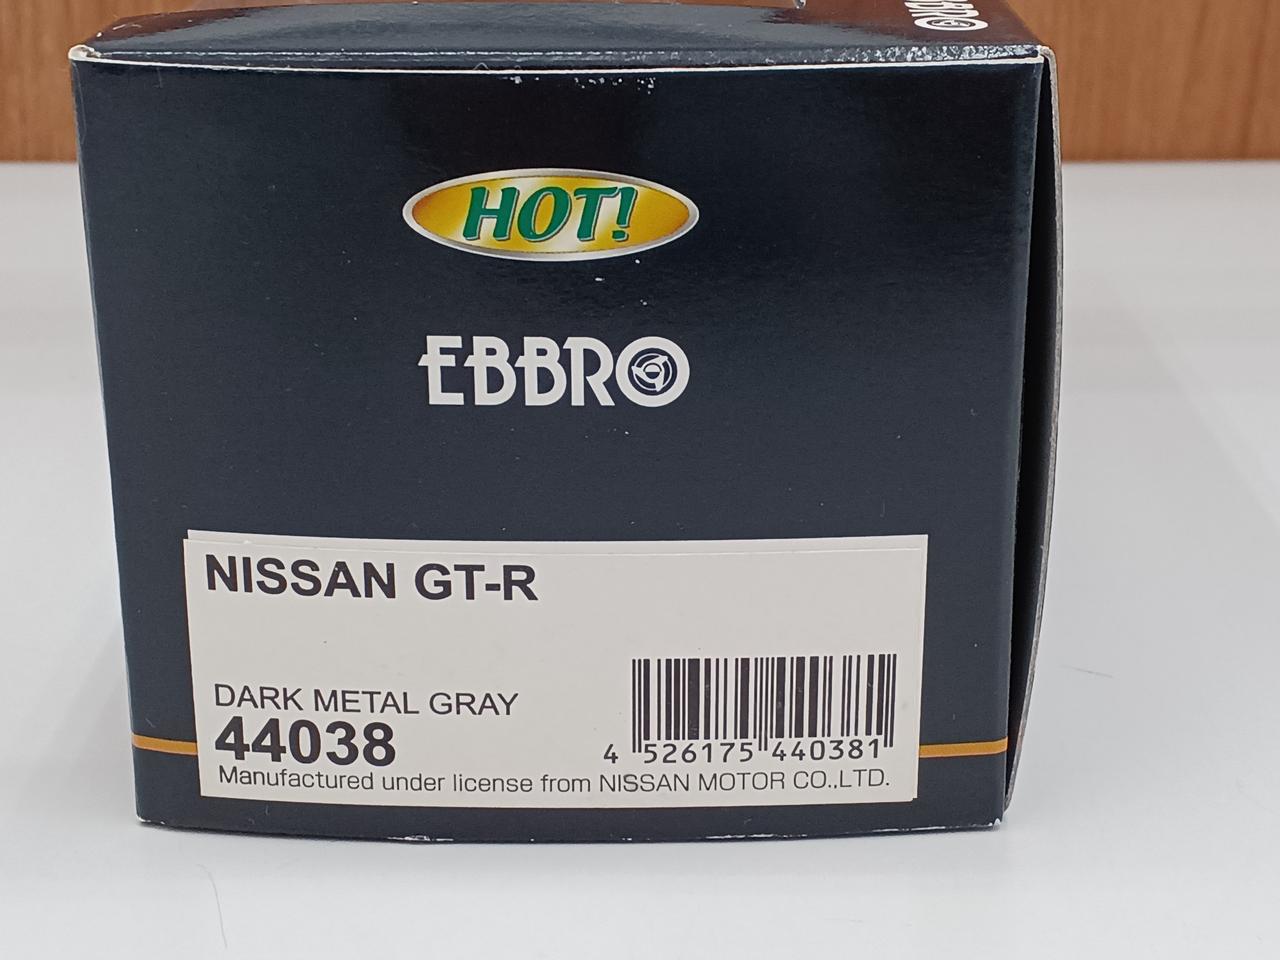 EBBRO
HOT!
EBBRO
NISSAN GT-R
DARK METAL GRAY
44038
4 526175 440381
Manufactured under license from NISSAN MOTOR CO.,LTD.